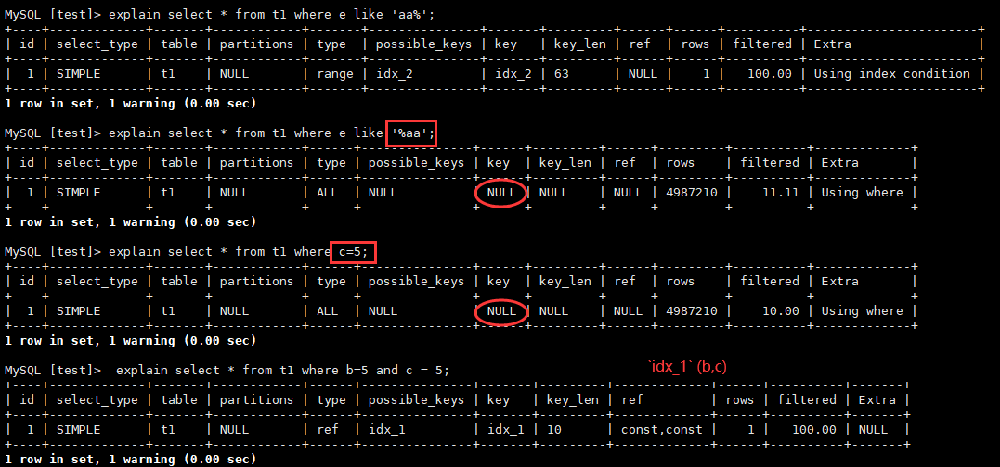 MySQL [test]> explain select * from t1 where e like 'aa%';
+----+-------------+-------+------------+-------+---------------+-------+---------+------+------+----------+-----------------------+
| id | select_type | table | partitions | type  | possible_keys | key   | key_len | ref  | rows | filtered | Extra                 |
+----+-------------+-------+------------+-------+---------------+-------+---------+------+------+----------+-----------------------+
|  1 | SIMPLE      | t1    | NULL       | range | idx_2         | idx_2 | 63      | NULL |    1 |   100.00 | Using index condition |
+----+-------------+-------+------------+-------+---------------+-------+---------+------+------+----------+-----------------------+
1 row in set, 1 warning (0.00 sec)
MySQL [test]> explain select * from t1 where e like '%aa';
+----+-------------+-------+------------+------+---------------+------+---------+------+---------+----------+-------------+
| id | select_type | table | partitions | type | possible_keys | key  | key_len | ref  | rows    | filtered | Extra       |
+----+-------------+-------+------------+------+---------------+------+---------+------+---------+----------+-------------+
|  1 | SIMPLE      | t1    | NULL       | ALL  | NULL          | NULL | NULL    | NULL | 4987210 |    11.11 | Using where |
+----+-------------+-------+------------+------+---------------+------+---------+------+---------+----------+-------------+
1 row in set, 1 warning (0.00 sec)
MySQL [test]> explain select * from t1 where c=5;
+----+-------------+-------+------------+------+---------------+------+---------+------+---------+----------+-------------+
| id | select_type | table | partitions | type | possible_keys | key  | key_len | ref  | rows    | filtered | Extra       |
+----+-------------+-------+------------+------+---------------+------+---------+------+---------+----------+-------------+
|  1 | SIMPLE      | t1    | NULL       | ALL  | NULL          | NULL | NULL    | NULL | 4987210 |    10.00 | Using where |
+----+-------------+-------+------------+------+---------------+------+---------+------+---------+----------+-------------+
1 row in set, 1 warning (0.00 sec)
MySQL [test]>  explain select * from t1 where b=5 and c = 5;
`idx_1` (b,c)
+----+-------------+-------+------------+------+---------------+-------+---------+-------------+------+----------+-------+
| id | select_type | table | partitions | type | possible_keys | key   | key_len | ref         | rows | filtered | Extra |
+----+-------------+-------+------------+------+---------------+-------+---------+-------------+------+----------+-------+
|  1 | SIMPLE      | t1    | NULL       | ref  | idx_1         | idx_1 | 10      | const,const |    1 |   100.00 | NULL  |
+----+-------------+-------+------------+------+---------------+-------+---------+-------------+------+----------+-------+
1 row in set, 1 warning (0.00 sec)